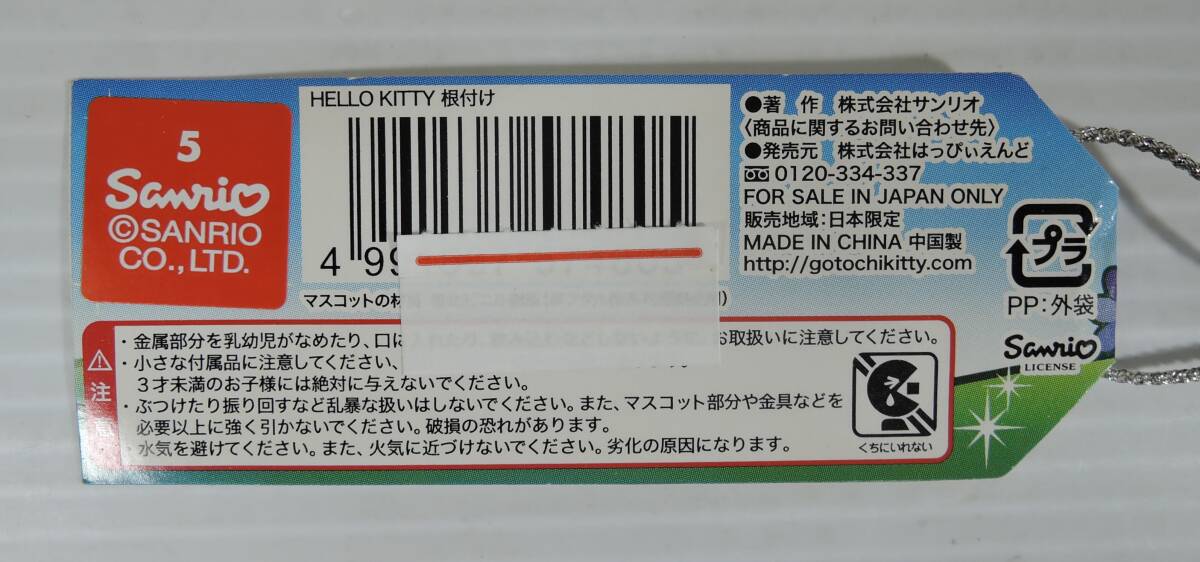 5
Sanrio
©SANRIO
CO.,LTD.
HELLO KITTY 根付け
4 99
マスコットの材
●著 作 株式会社サンリオ
〈商品に関するお問い合わせ先〉
●発売元 株式会社はっぴぃえんど
0120-334-337
FOR SALE IN JAPAN ONLY
販売地域:日本限定
MADE IN CHINA 中国製
http://gotochikitty.com
プラ
PP:外袋
Sanrio
LICENSE
注意
・金属部分を乳幼児がなめたり、口に お取扱いに注意してください。
・小さな付属品に注意してください、
3才未満のお子様には絶対に与えないでください。
・ぶつけたり振り回すなど乱暴な扱いはしないでください。また、マスコット部分や金具などを
必要以上に強く引かないでください。破損の恐れがあります。
・水気を避けてください。また、火気に近づけないでください。劣化の原因になります。
くちにいれない